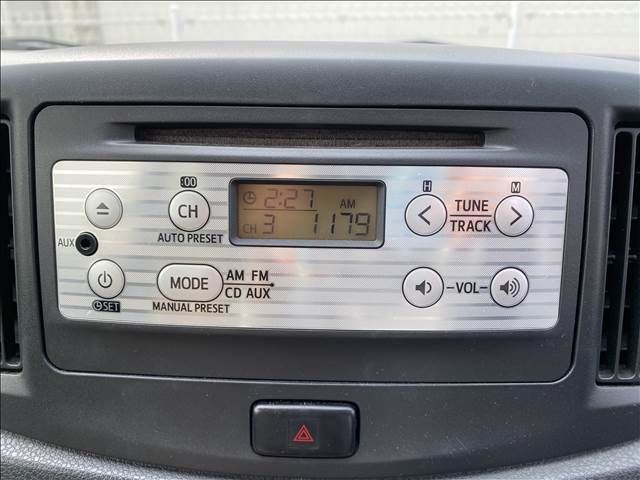 :00
H
M
CH
2:27 AM
TUNE
AUX
CH 3 1179
TRACK
AUTO PRESET
MODE
AM FM
CD AUX
-VOL-
SET
MANUAL PRESET